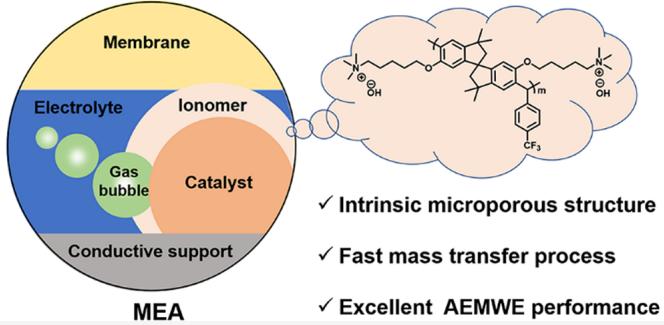 Membrane
Electrolyte
Ionomer
Gas
bubble
Catalyst
Conductive support
MEA
N
⊕
⊖
OH
O
O
N
⊕
⊖
OH
m
CF3
✓ Intrinsic microporous structure
✓ Fast mass transfer process
✓ Excellent AEMWE performance